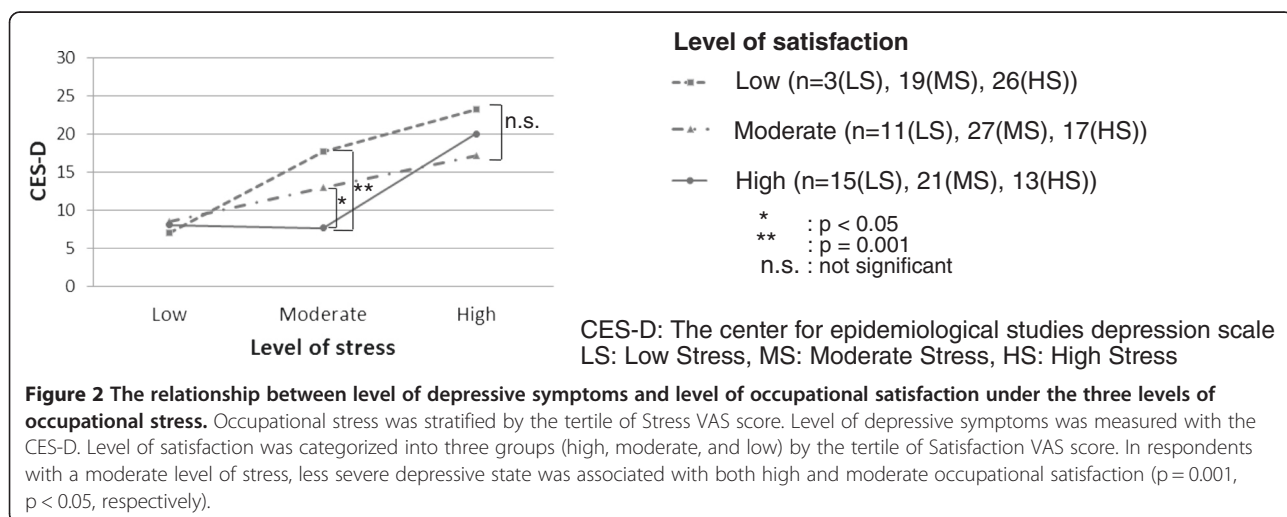 30
25
20
15
10
5
0
CES-D
Low
Moderate
High
Level of stress
*
**
n.s.
Level of satisfaction
Low (n=3(LS), 19(MS), 26(HS))
Moderate (n=11(LS), 27(MS), 17(HS))
High (n=15(LS), 21(MS), 13(HS))
* : p < 0.05
** : p = 0.001
n.s. : not significant
CES-D: The center for epidemiological studies depression scale
LS: Low Stress, MS: Moderate Stress, HS: High Stress
Figure 2 The relationship between level of depressive symptoms and level of occupational satisfaction under the three levels of
occupational stress. Occupational stress was stratified by the tertile of Stress VAS score. Level of depressive symptoms was measured with the
CES-D. Level of satisfaction was categorized into three groups (high, moderate, and low) by the tertile of Satisfaction VAS score. In respondents
with a moderate level of stress, less severe depressive state was associated with both high and moderate occupational satisfaction (p = 0.001,
p < 0.05, respectively).